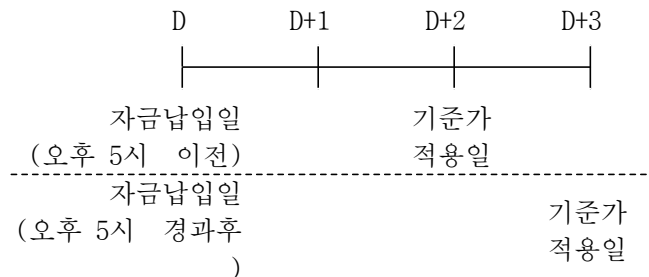 D D+1 D+2 D+3
자금납입일 기준가
(오후 5시 이전) 적용일
자금납입일
(오후 5시 경과후
)
기준가
적용일